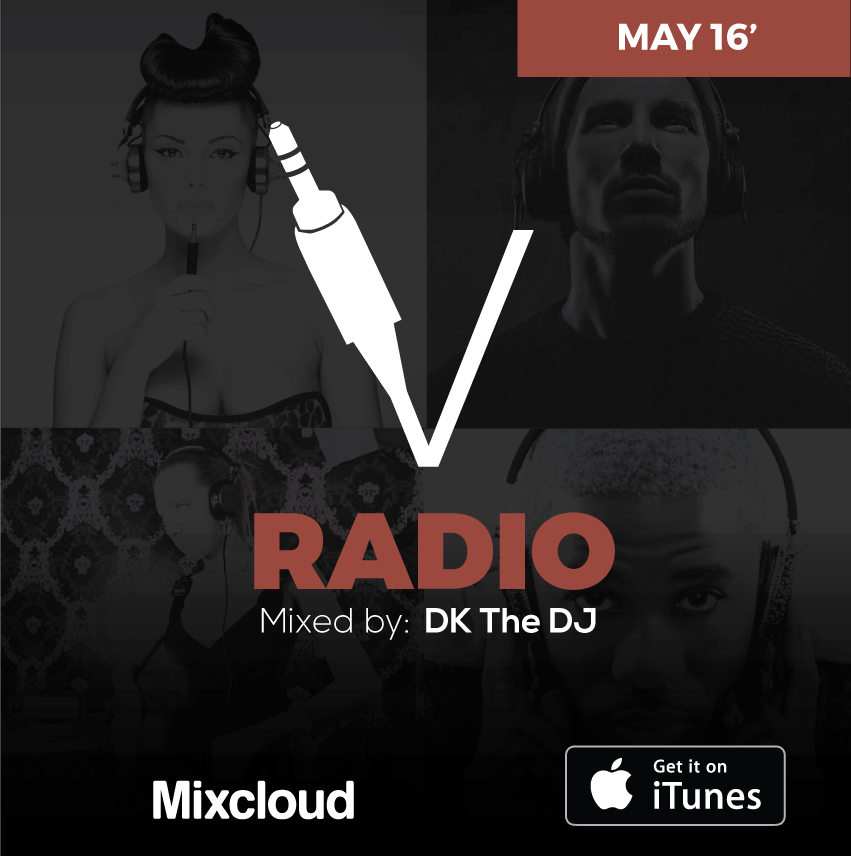 MAY 16’
V
RADIO
Mixed by: DK The DJ
Mixcloud
Get it on
iTunes